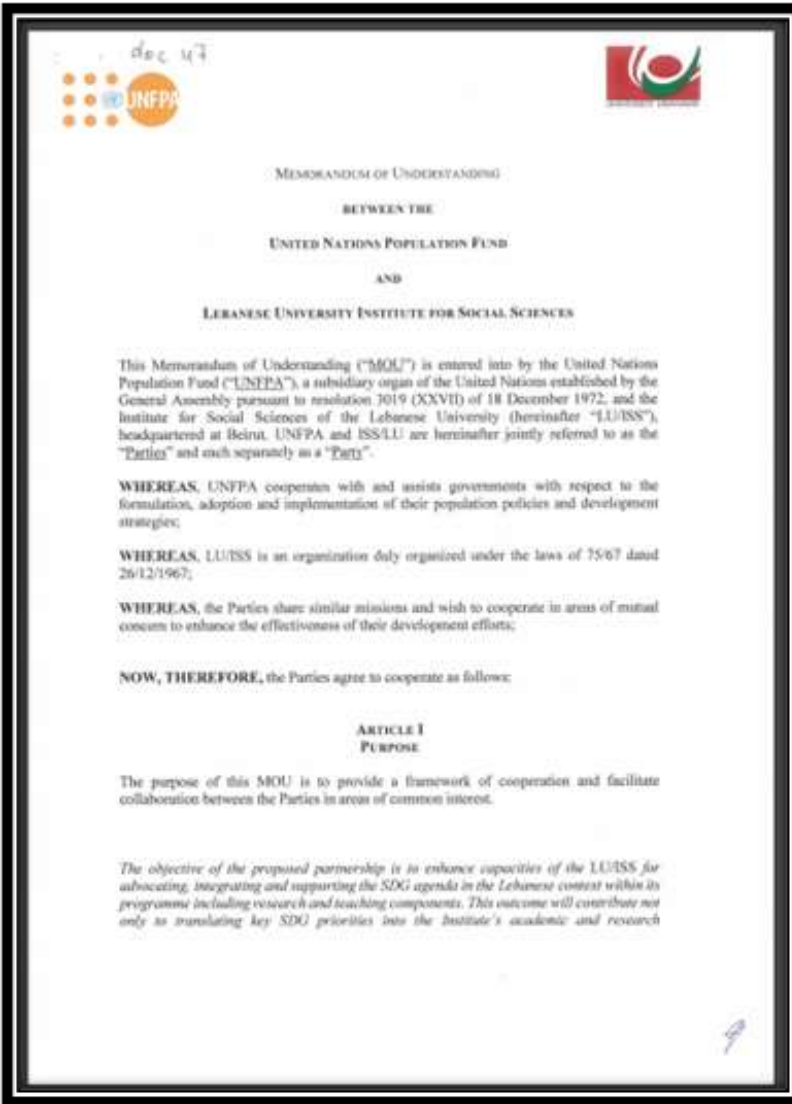 doc 47
UNFPA
MEMORANDUM OF UNDERSTANDING
BETWEEN THE
UNITED NATIONS POPULATION FUND
AND
LEBANESE UNIVERSITY INSTITUTE FOR SOCIAL SCIENCES
This Memorandum of Understanding (“MOU”) is entered into by the United Nations
Population Fund (“UNFPA”), a subsidiary organ of the United Nations established by the
General Assembly pursuant to resolution 3019 (XXVII) of 18 December 1972, and the
Institute for Social Sciences of the Lebanese University (hereinafter “LU/ISS”),
headquartered at Beirut. UNFPA and ISS/LU are hereinafter jointly referred to as the
“Parties” and each separately as a “Party”.
WHEREAS, UNFPA cooperates with and assists governments with respect to the
formulation, adoption and implementation of their population policies and development
strategies;
WHEREAS, LU/ISS is an organization duly organized under the laws of 75/67 dated
26/12/1967;
WHEREAS, the Parties share similar missions and wish to cooperate in areas of mutual
concern to enhance the effectiveness of their development efforts;
NOW, THEREFORE, the Parties agree to cooperate as follows:
ARTICLE I
PURPOSE
The purpose of this MOU is to provide a framework of cooperation and facilitate
collaboration between the Parties in areas of common interest.
The objective of the proposed partnership is to enhance capacities of the LU/ISS for
advocating, integrating and supporting the SDG agenda in the Lebanese context within its
programme including research and teaching components. This outcome will contribute not
only to translating key SDG priorities into the Institute's academic and research